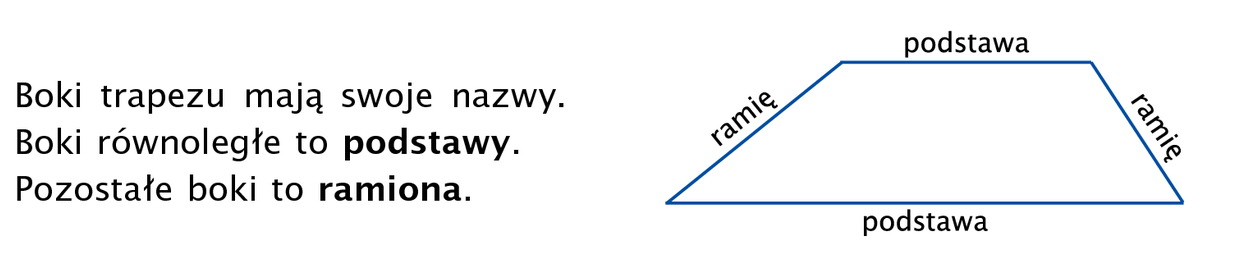 Boki trapezu mają swoje nazwy.
Boki równoległe to podstawy.
Pozostałe boki to ramiona.
podstawa
ramię
ramię
podstawa